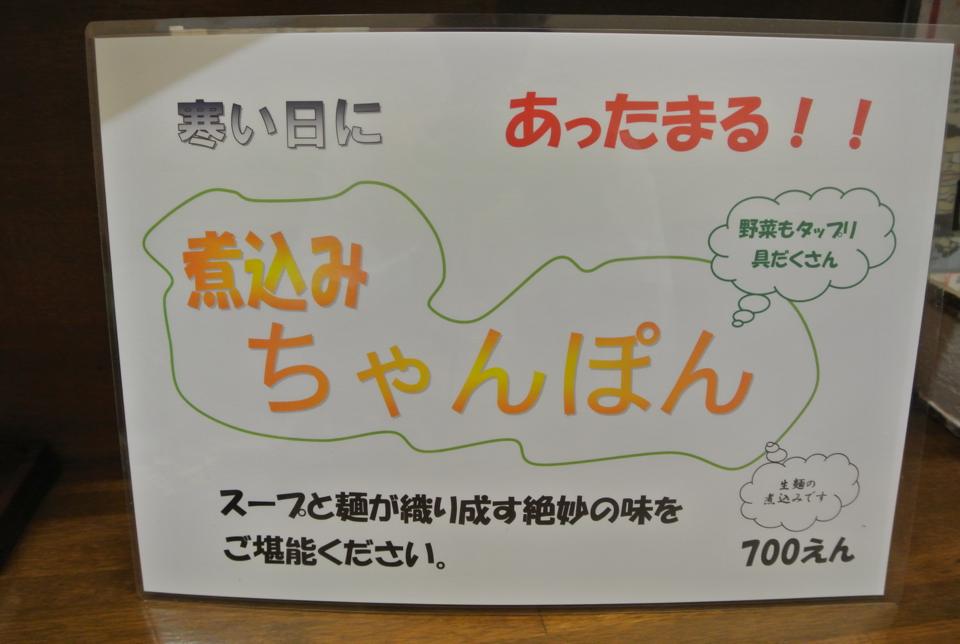 寒い日に
あったまる！！
煮込み
ちゃんぽん
野菜もタップリ
具だくさん
生麺の
煮込みです
スープと麺が織り成す絶妙の味を
ご堪能ください。
700えん